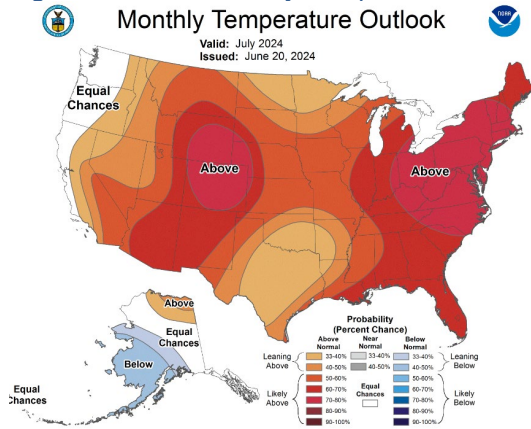 Monthly Temperature Outlook
NOAA
Valid: July 2024
Issued: June 20, 2024
Equal
Chances
Above
Above
Above
Equal
Chances
Below
Equal
Chances
Probability
(Percent Chance)
Above
Normal
Near
Normal
Below
Normal
Leaning
Above
33-40%
40-50%
33-40%
40-50%
33-40%
40-50%
Leaning
Below
Likely
Above
50-60%
60-70%
70-80%
80-90%
90-100%
Equal
Chances
50-60%
60-70%
70-80%
80-90%
90-100%
Likely
Below